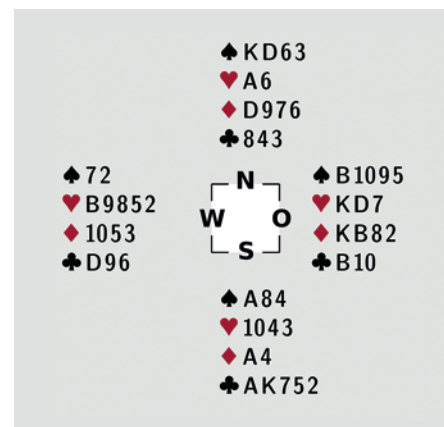 ♠KD63
♥A6
♦D976
♣843
♠72
♥B9852
♦1053
♣D96
N
W O
S
♠B1095
♥KD7
♦KB82
♣B10
♠A84
♥1043
♦A4
♣AK752